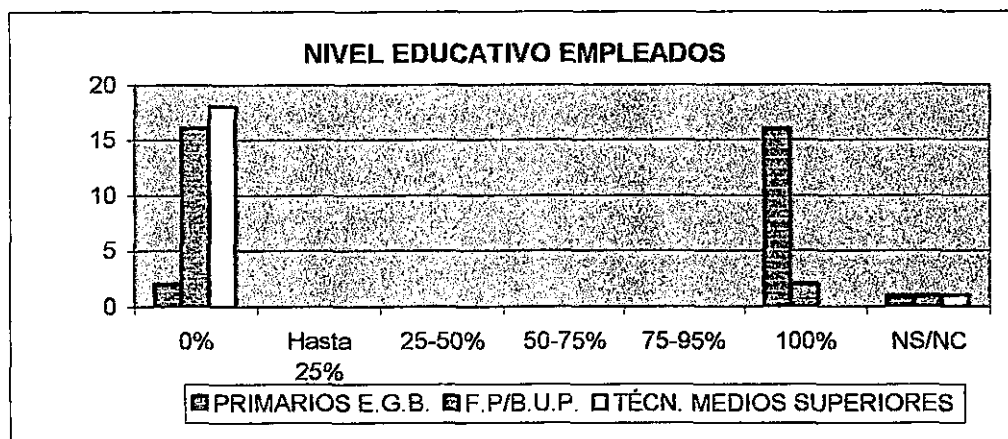 NIVEL EDUCATIVO EMPLEADOS
20
15
10
5
0
0% Hasta 25% 25-50% 50-75% 75-95% 100% NS/NC
PRIMARIOS E.G.B. F.P/B.U.P. TÉCN. MEDIOS SUPERIORES